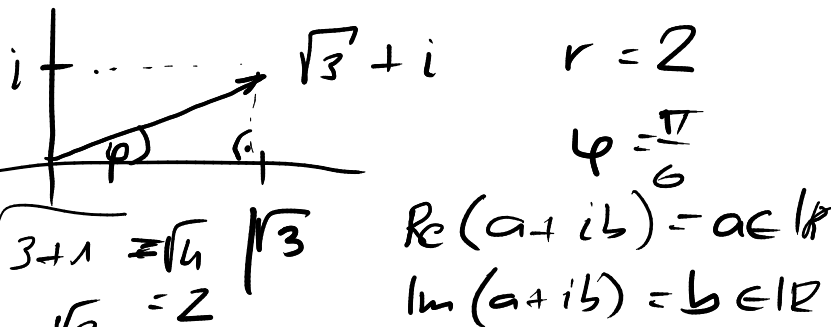 i √3 + i r = 2
φ φ = π/6
√3+1 = √4 √3 Re(a+ib) = a ∈ ℝ
= 2 Im(a+ib) = b ∈ ℝ